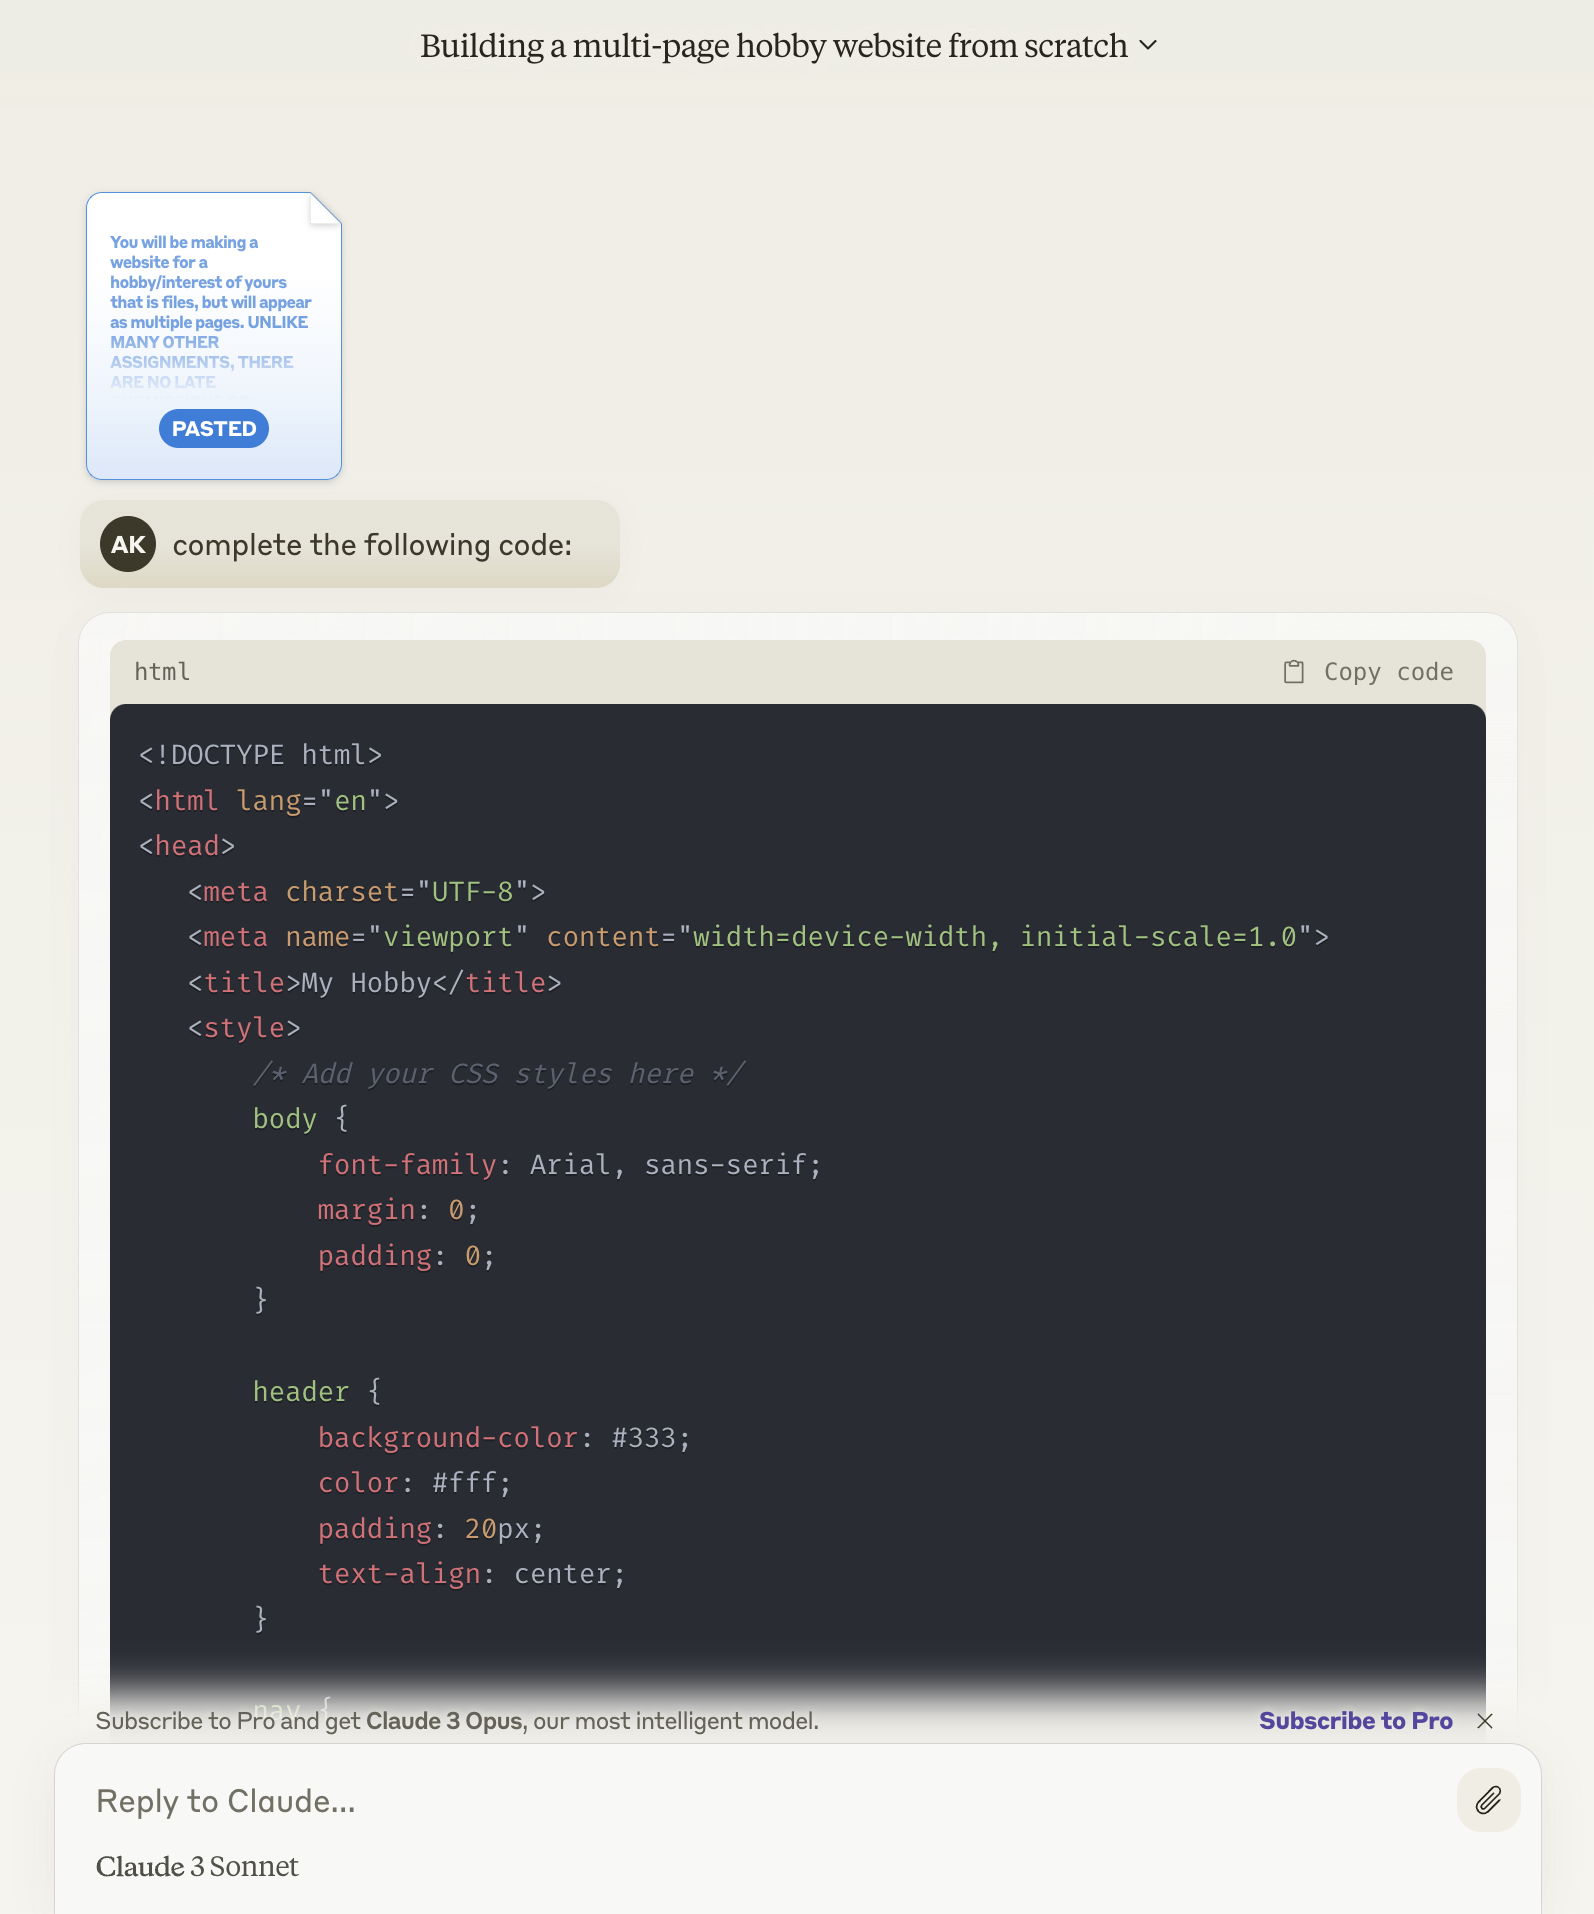 Building a multi-page hobby website from scratch
You will be making a
website for a
hobby/interest of yours
that is files, but will appear
as multiple pages. UNLIKE
MANY OTHER
ASSIGNMENTS, THERE
ARE NO LATE
PASTED
AK complete the following code:
html Copy code
<!DOCTYPE html>
<html lang="en">
<head>
<meta charset="UTF-8">
<meta name="viewport" content="width=device-width, initial-scale=1.0">
<title>My Hobby</title>
<style>
/* Add your CSS styles here */
body {
font-family: Arial, sans-serif;
margin: 0;
padding: 0;
}
header {
background-color: #333;
color: #fff;
padding: 20px;
text-align: center;
}
nav {
Subscribe to Pro and get Claude 3 Opus, our most intelligent model. Subscribe to Pro
Reply to Claude...
Claude 3 Sonnet